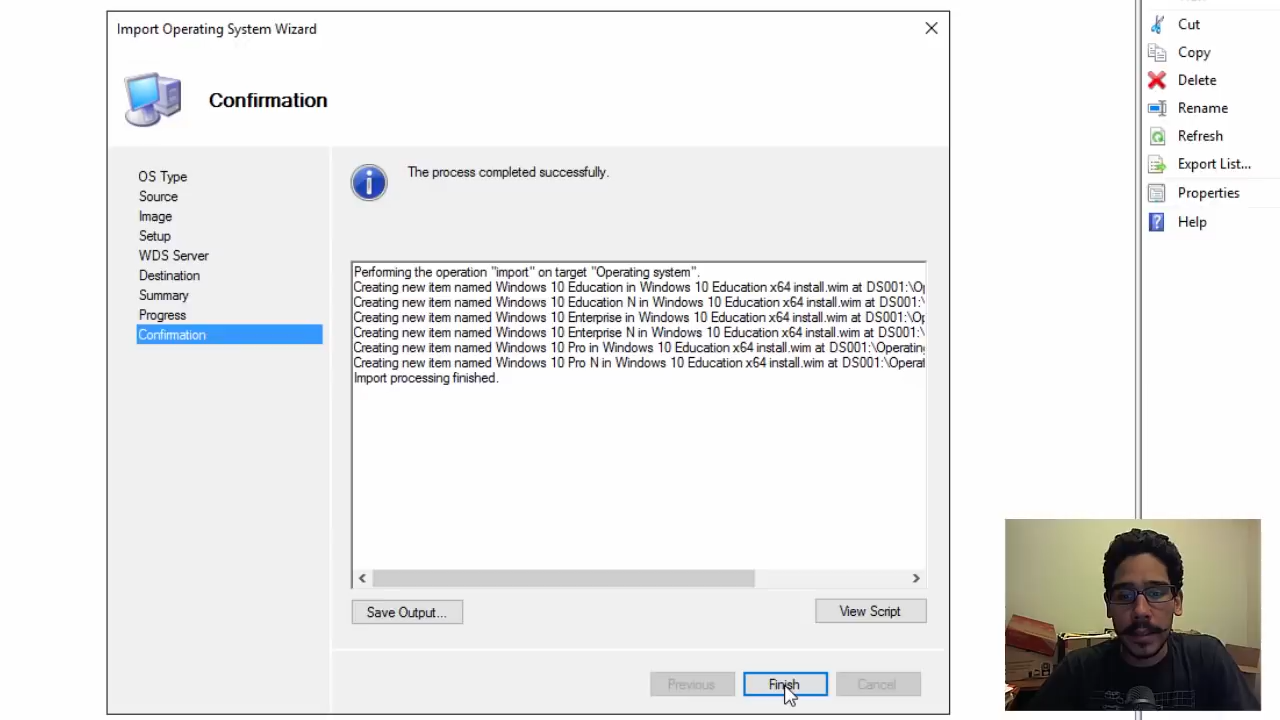 Import Operating System Wizard
Confirmation
OS Type
Source
Image
Setup
WDS Server
Destination
Summary
Progress
Confirmation
The process completed successfully.
Performing the operation "import" on target "Operating system".
Creating new item named Windows 10 Education in Windows 10 Education x64 install.wim at DS001:\Op
Creating new item named Windows 10 Education N in Windows 10 Education x64 install.wim at DS001:\
Creating new item named Windows 10 Enterprise in Windows 10 Education x64 install.wim at DS001:\Op
Creating new item named Windows 10 Enterprise N in Windows 10 Education x64 install.wim at DS001:\
Creating new item named Windows 10 Pro in Windows 10 Education x64 install.wim at DS001:\Operating
Creating new item named Windows 10 Pro N in Windows 10 Education x64 install.wim at DS001:\Operat
Import processing finished.
Save Output...
View Script
Previous
Finish
Cancel
Cut
Copy
Delete
Rename
Refresh
Export List...
Properties
Help